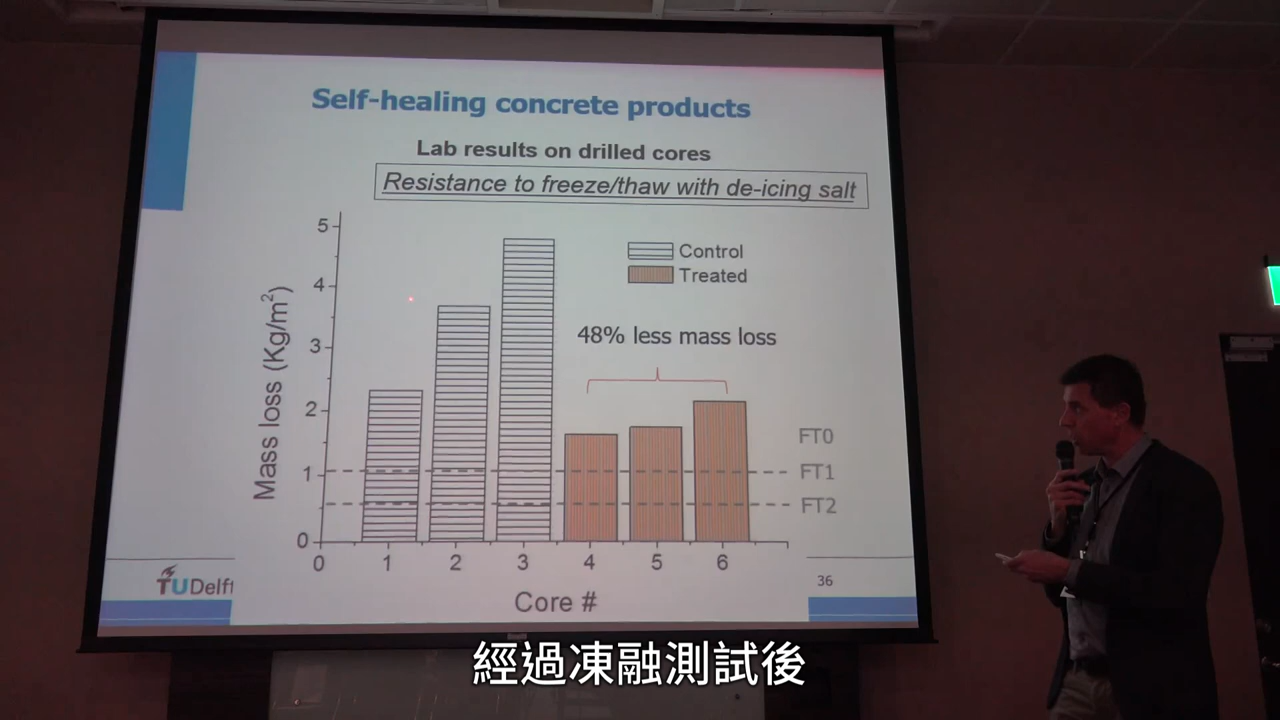 Self-healing concrete products
Lab results on drilled cores
Resistance to freeze/thaw with de-icing salt
Control
Treated
48% less mass loss
Mass loss (Kg/m²)
5
4
3
2
1
0
FT0
FT1
FT2
0 1 2 3 4 5 6
Core #
TUDelft
36
經過凍融測試後